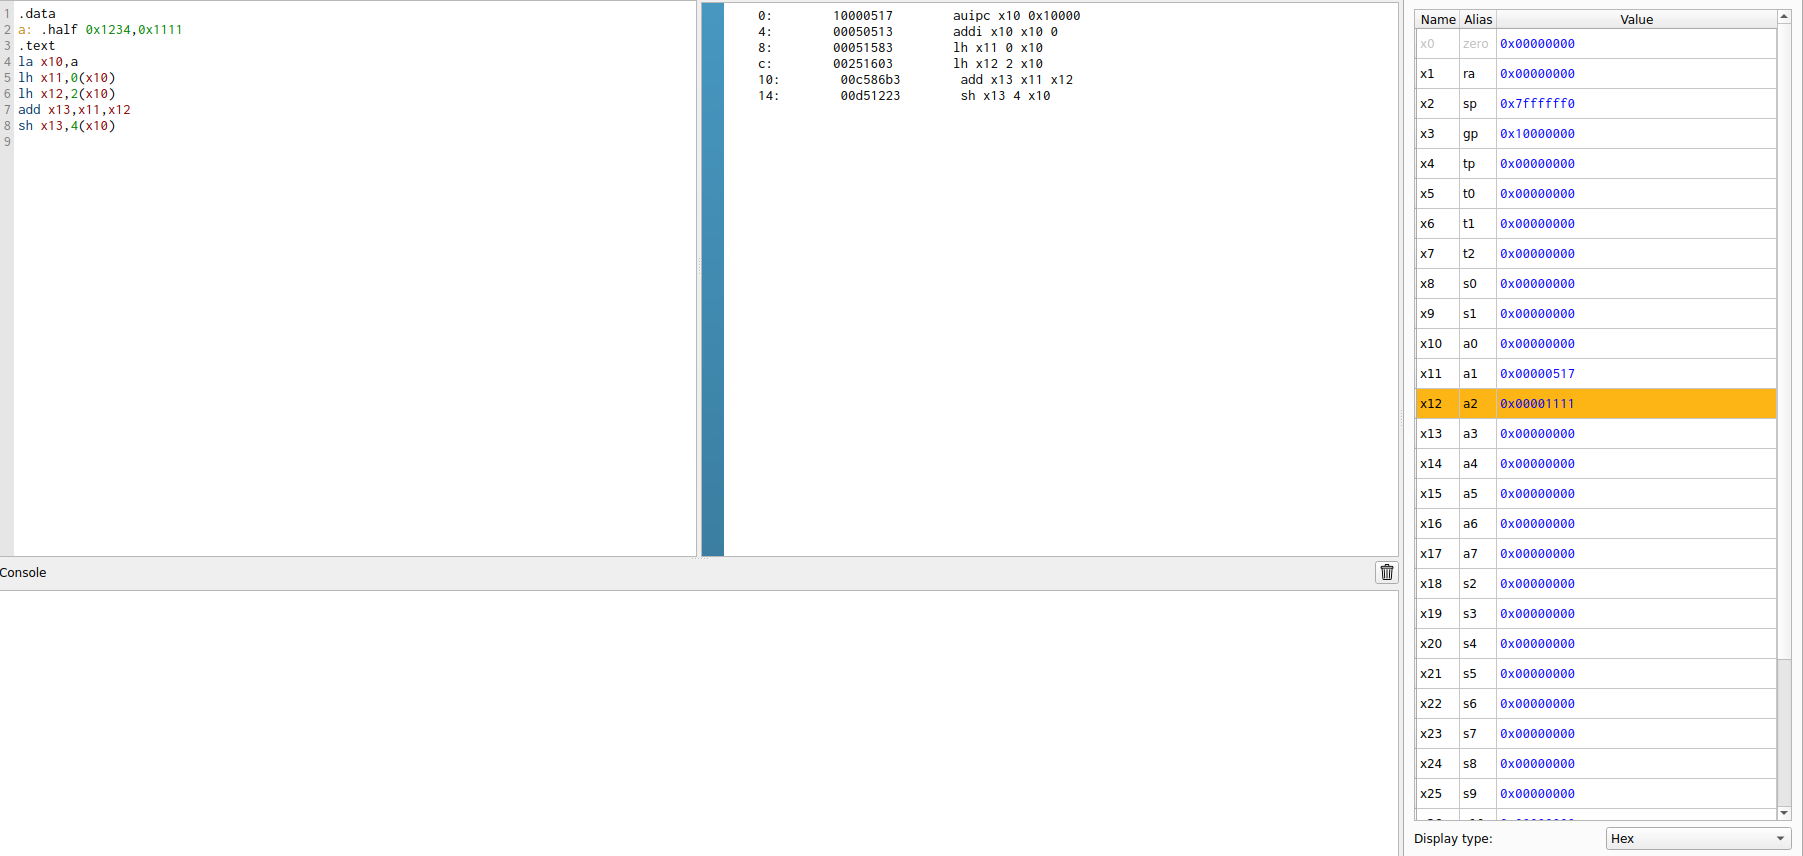 1 .data
2 a: .half 0x1234,0x1111
3 .text
4 la x10,a
5 lh x11,0(x10)
6 lh x12,2(x10)
7 add x13,x11,x12
8 sh x13,4(x10)
9
0: 10000517 auipc x10 0x10000
4: 00050513 addi x10 x10 0
8: 00051583 lh x11 0 x10
c: 00251603 lh x12 2 x10
10: 00c586b3 add x13 x11 x12
14: 00d51223 sh x13 4 x10
Console
Name Alias Value
x0 zero 0x00000000
x1 ra 0x00000000
x2 sp 0x7ffffff0
x3 gp 0x10000000
x4 tp 0x00000000
x5 t0 0x00000000
x6 t1 0x00000000
x7 t2 0x00000000
x8 s0 0x00000000
x9 s1 0x00000000
x10 a0 0x00000000
x11 a1 0x00000517
x12 a2 0x00001111
x13 a3 0x00000000
x14 a4 0x00000000
x15 a5 0x00000000
x16 a6 0x00000000
x17 a7 0x00000000
x18 s2 0x00000000
x19 s3 0x00000000
x20 s4 0x00000000
x21 s5 0x00000000
x22 s6 0x00000000
x23 s7 0x00000000
x24 s8 0x00000000
x25 s9 0x00000000
Display type: Hex